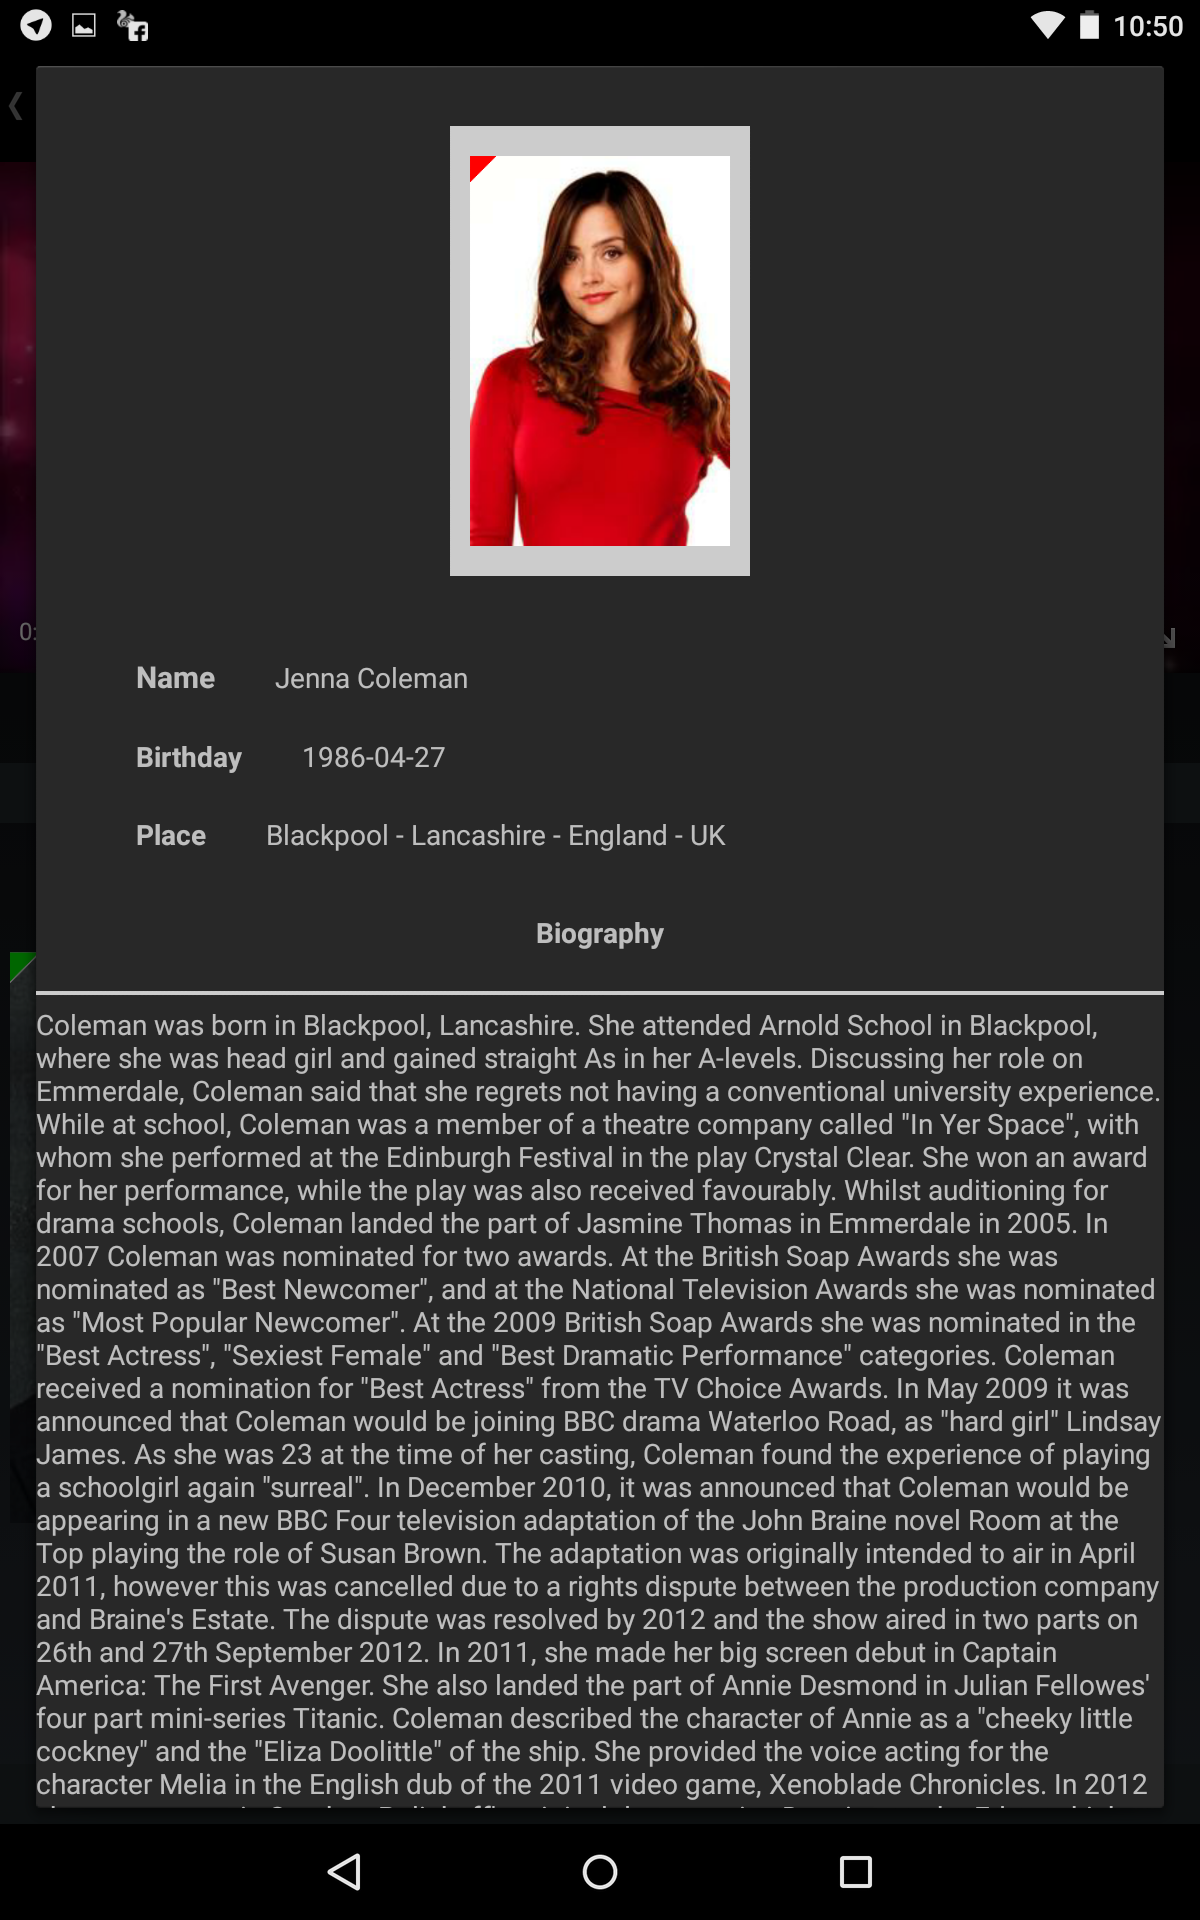 10:50
0:
Name Jenna Coleman
Birthday 1986-04-27
Place Blackpool - Lancashire - England - UK
Biography
Coleman was born in Blackpool, Lancashire. She attended Arnold School in Blackpool,
where she was head girl and gained straight As in her A-levels. Discussing her role on
Emmerdale, Coleman said that she regrets not having a conventional university experience.
While at school, Coleman was a member of a theatre company called "In Yer Space", with
whom she performed at the Edinburgh Festival in the play Crystal Clear. She won an award
for her performance, while the play was also received favourably. Whilst auditioning for
drama schools, Coleman landed the part of Jasmine Thomas in Emmerdale in 2005. In
2007 Coleman was nominated for two awards. At the British Soap Awards she was
nominated as "Best Newcomer", and at the National Television Awards she was nominated
as "Most Popular Newcomer". At the 2009 British Soap Awards she was nominated in the
"Best Actress", "Sexiest Female" and "Best Dramatic Performance" categories. Coleman
received a nomination for "Best Actress" from the TV Choice Awards. In May 2009 it was
announced that Coleman would be joining BBC drama Waterloo Road, as "hard girl" Lindsay
James. As she was 23 at the time of her casting, Coleman found the experience of playing
a schoolgirl again "surreal". In December 2010, it was announced that Coleman would be
appearing in a new BBC Four television adaptation of the John Braine novel Room at the
Top playing the role of Susan Brown. The adaptation was originally intended to air in April
2011, however this was cancelled due to a rights dispute between the production company
and Braine's Estate. The dispute was resolved by 2012 and the show aired in two parts on
26th and 27th September 2012. In 2011, she made her big screen debut in Captain
America: The First Avenger. She also landed the part of Annie Desmond in Julian Fellowes'
four part mini-series Titanic. Coleman described the character of Annie as a "cheeky little
cockney" and the "Eliza Doolittle" of the ship. She provided the voice acting for the
character Melia in the English dub of the 2011 video game, Xenoblade Chronicles. In 2012